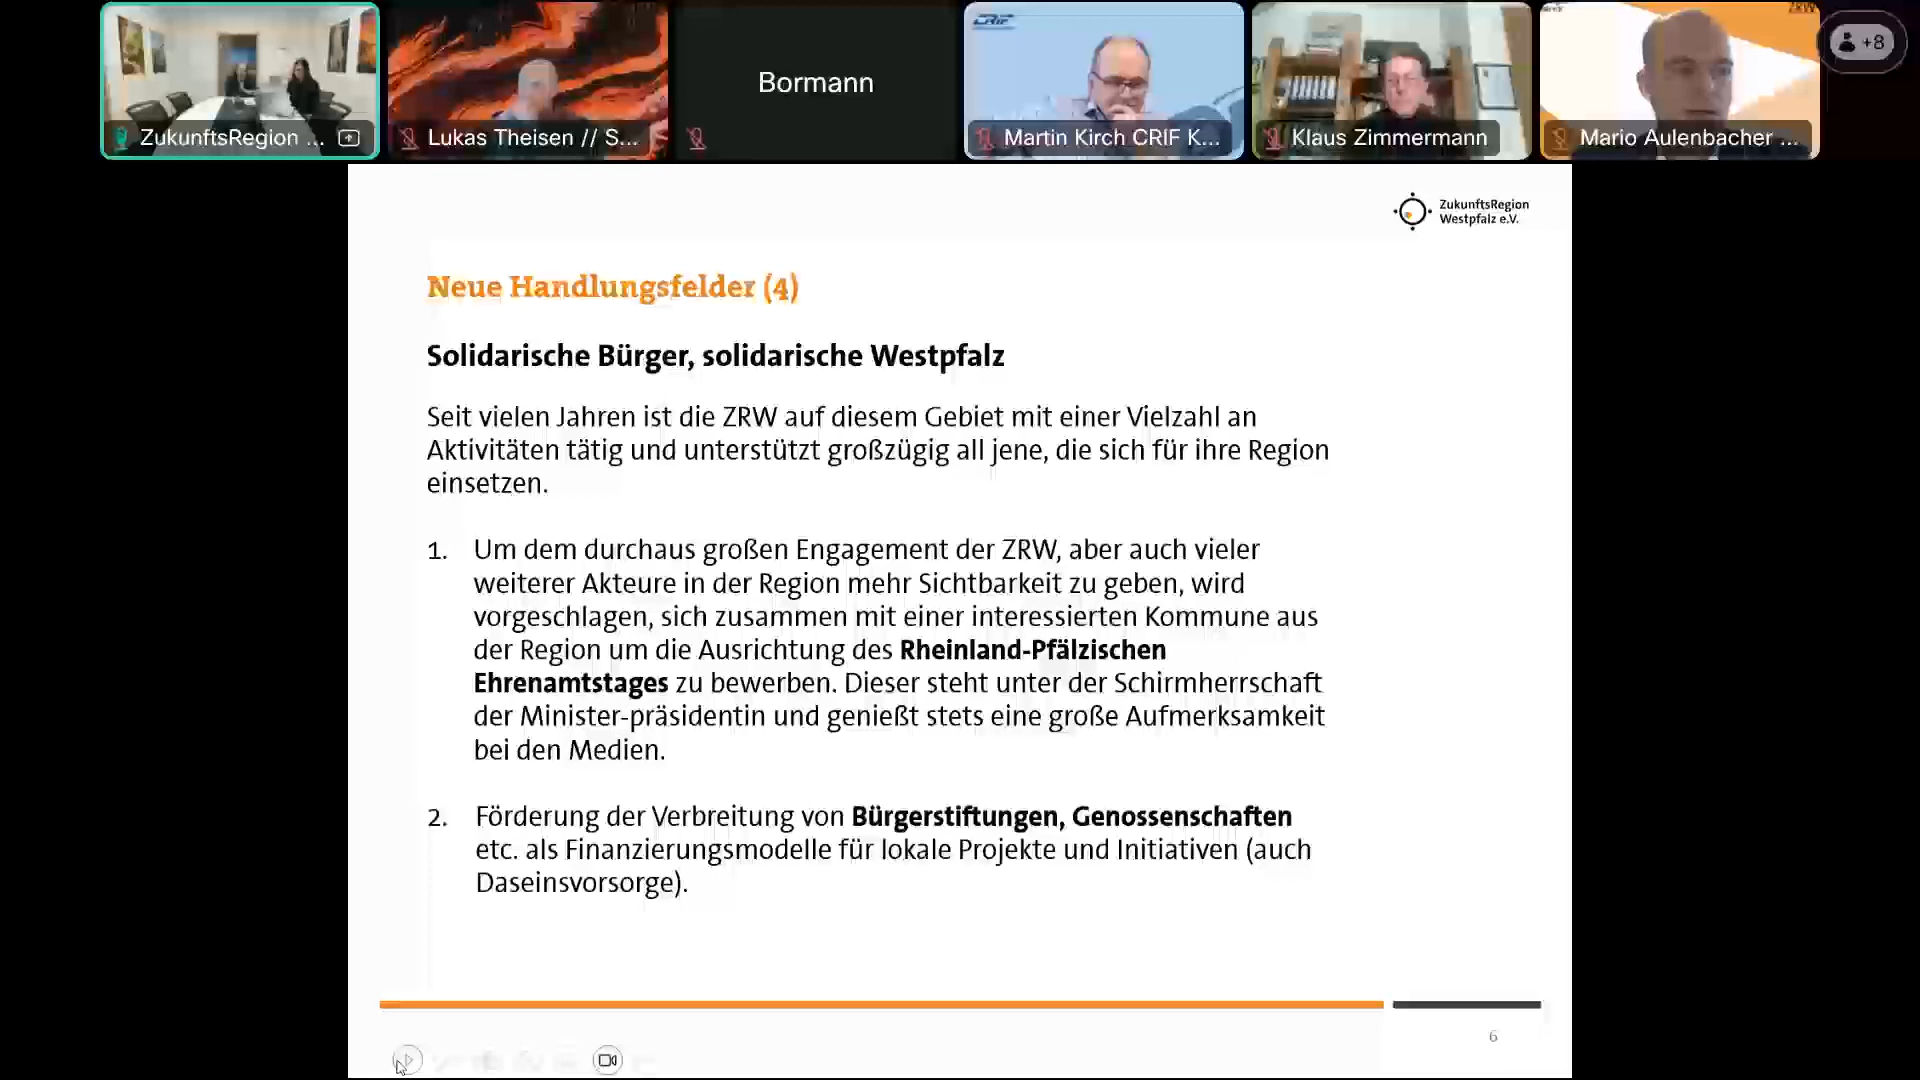 CRIF
ZRW
+8
ZukunftsRegion ...
Lukas Theisen // S...
Bormann
Martin Kirch CRIF K...
Klaus Zimmermann
Mario Aulenbacher ...
ZukunftsRegion
Westpfalz e.V.
Neue Handlungsfelder (4)
Solidarische Bürger, solidarische Westpfalz
Seit vielen Jahren ist die ZRW auf diesem Gebiet mit einer Vielzahl an
Aktivitäten tätig und unterstützt großzügig all jene, die sich für ihre Region
einsetzen.
1. Um dem durchaus großen Engagement der ZRW, aber auch vieler
weiterer Akteure in der Region mehr Sichtbarkeit zu geben, wird
vorgeschlagen, sich zusammen mit einer interessierten Kommune aus
der Region um die Ausrichtung des Rheinland-Pfälzischen
Ehrenamtstages zu bewerben. Dieser steht unter der Schirmherrschaft
der Minister-präsidentin und genießt stets eine große Aufmerksamkeit
bei den Medien.
2. Förderung der Verbreitung von Bürgerstiftungen, Genossenschaften
etc. als Finanzierungsmodelle für lokale Projekte und Initiativen (auch
Daseinsvorsorge).
6